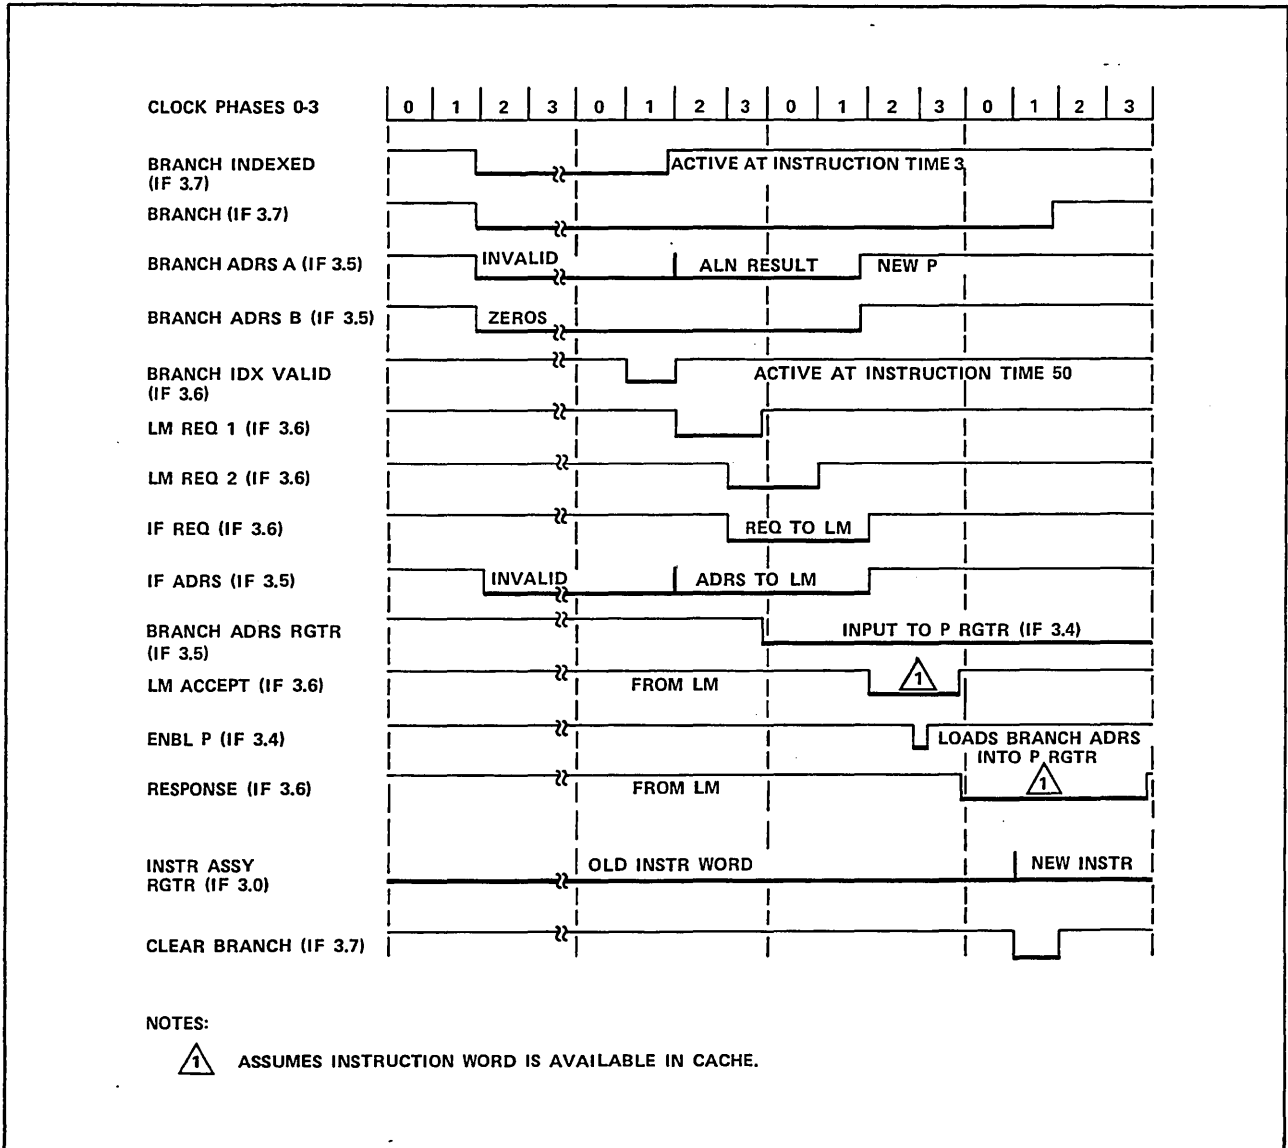 CLOCK PHASES 0-3 0 1 2 3 0 1 2 3 0 1 2 3 0 1 2 3
BRANCH INDEXED ACTIVE AT INSTRUCTION TIME 3
(IF 3.7)
BRANCH (IF 3.7)
BRANCH ADRS A (IF 3.5) INVALID ALN RESULT NEW P
BRANCH ADRS B (IF 3.5) ZEROS
BRANCH IDX VALID ACTIVE AT INSTRUCTION TIME 50
(IF 3.6)
LM REQ 1 (IF 3.6)
LM REQ 2 (IF 3.6)
IF REQ (IF 3.6) REQ TO LM
IF ADRS (IF 3.5) INVALID ADRS TO LM
BRANCH ADRS RGTR INPUT TO P RGTR (IF 3.4)
(IF 3.5)
LM ACCEPT (IF 3.6) FROM LM 1
ENBL P (IF 3.4) LOADS BRANCH ADRS
INTO P RGTR
RESPONSE (IF 3.6) FROM LM 1
INSTR ASSY OLD INSTR WORD NEW INSTR
RGTR (IF 3.0)
CLEAR BRANCH (IF 3.7)
NOTES:
1 ASSUMES INSTRUCTION WORD IS AVAILABLE IN CACHE.